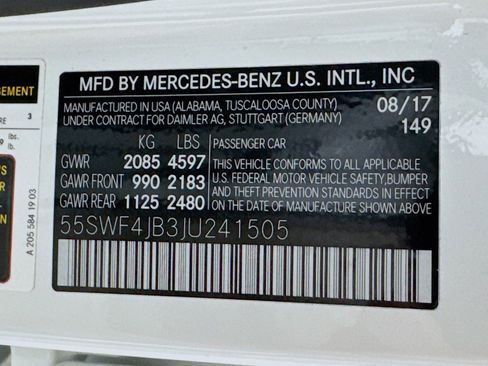 MFD BY MERCEDES-BENZ U.S. INTL., INC
MANUFACTURED IN USA (ALABAMA, TUSCALOOSA COUNTY) 08/17
UNDER CONTRACT FOR DAIMLER AG, STUTTGART (GERMANY) 149
KG LBS PASSENGER CAR
GVWR 2085 4597
GAWR FRONT 990 2183
GAWR REAR 1125 2480
THIS VEHICLE CONFORMS TO ALL APPLICABLE
U.S. FEDERAL MOTOR VEHICLE SAFETY,BUMPER,
AND THEFT PREVENTION STANDARDS IN EFFECT
ON THE DATE OF MANUFACTURE SHOWN ABOVE.
55SWF4JB3JU241505
A 205 584 19 03
3
lbs.
lb.